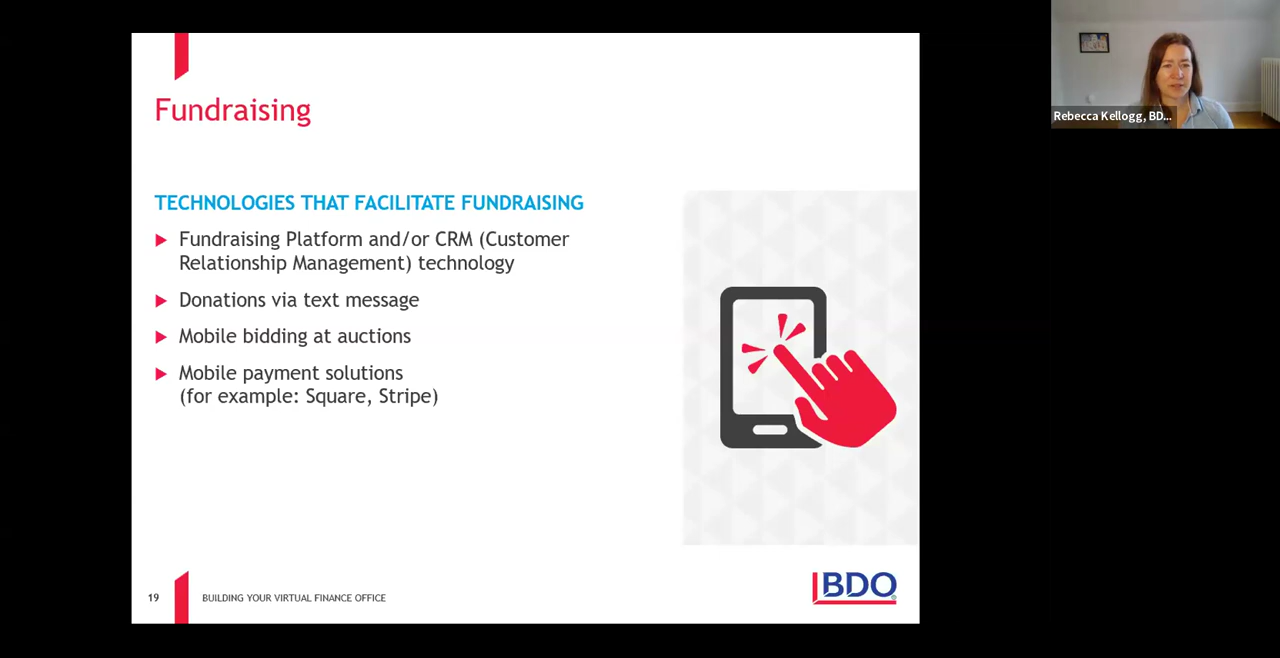 Fundraising
TECHNOLOGIES THAT FACILITATE FUNDRAISING
Fundraising Platform and/or CRM (Customer
Relationship Management) technology
Donations via text message
Mobile bidding at auctions
Mobile payment solutions
(for example: Square, Stripe)
19
BUILDING YOUR VIRTUAL FINANCE OFFICE
BDO
Rebecca Kellogg, BD...